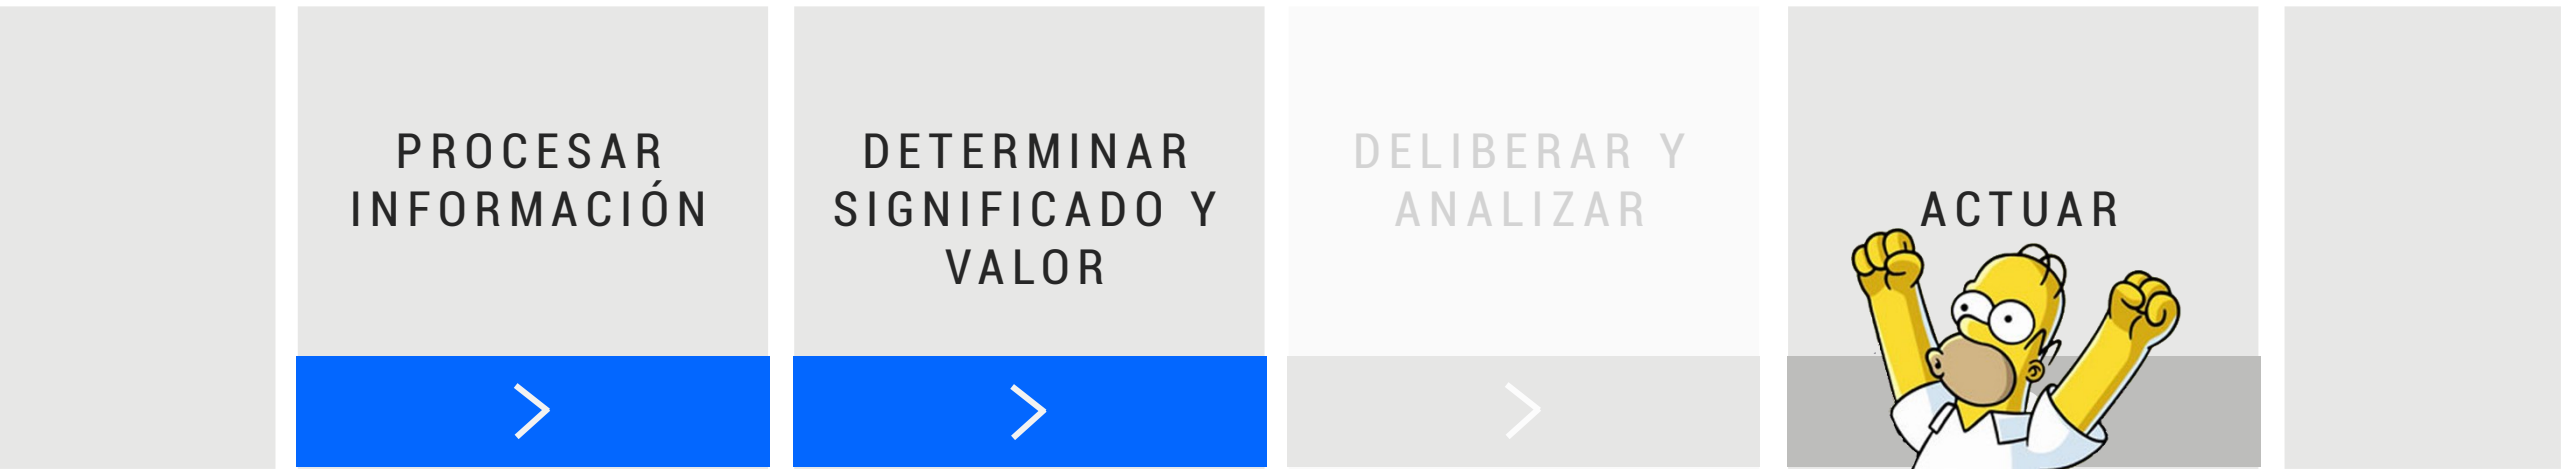 PROCESAR
INFORMACIÓN
DETERMINAR
SIGNIFICADO Y
VALOR
DELIBERAR Y
ANALIZAR
ACTUAR